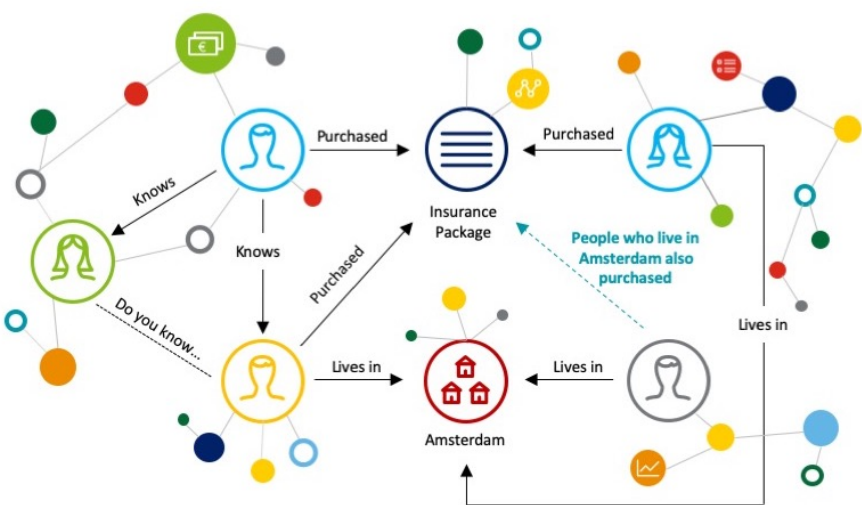 €
Purchased
Purchased
Knows
Insurance
Package
Knows
Purchased
People who live in
Amsterdam also
purchased
Do you know...
Lives in
Lives in
Lives in
Amsterdam